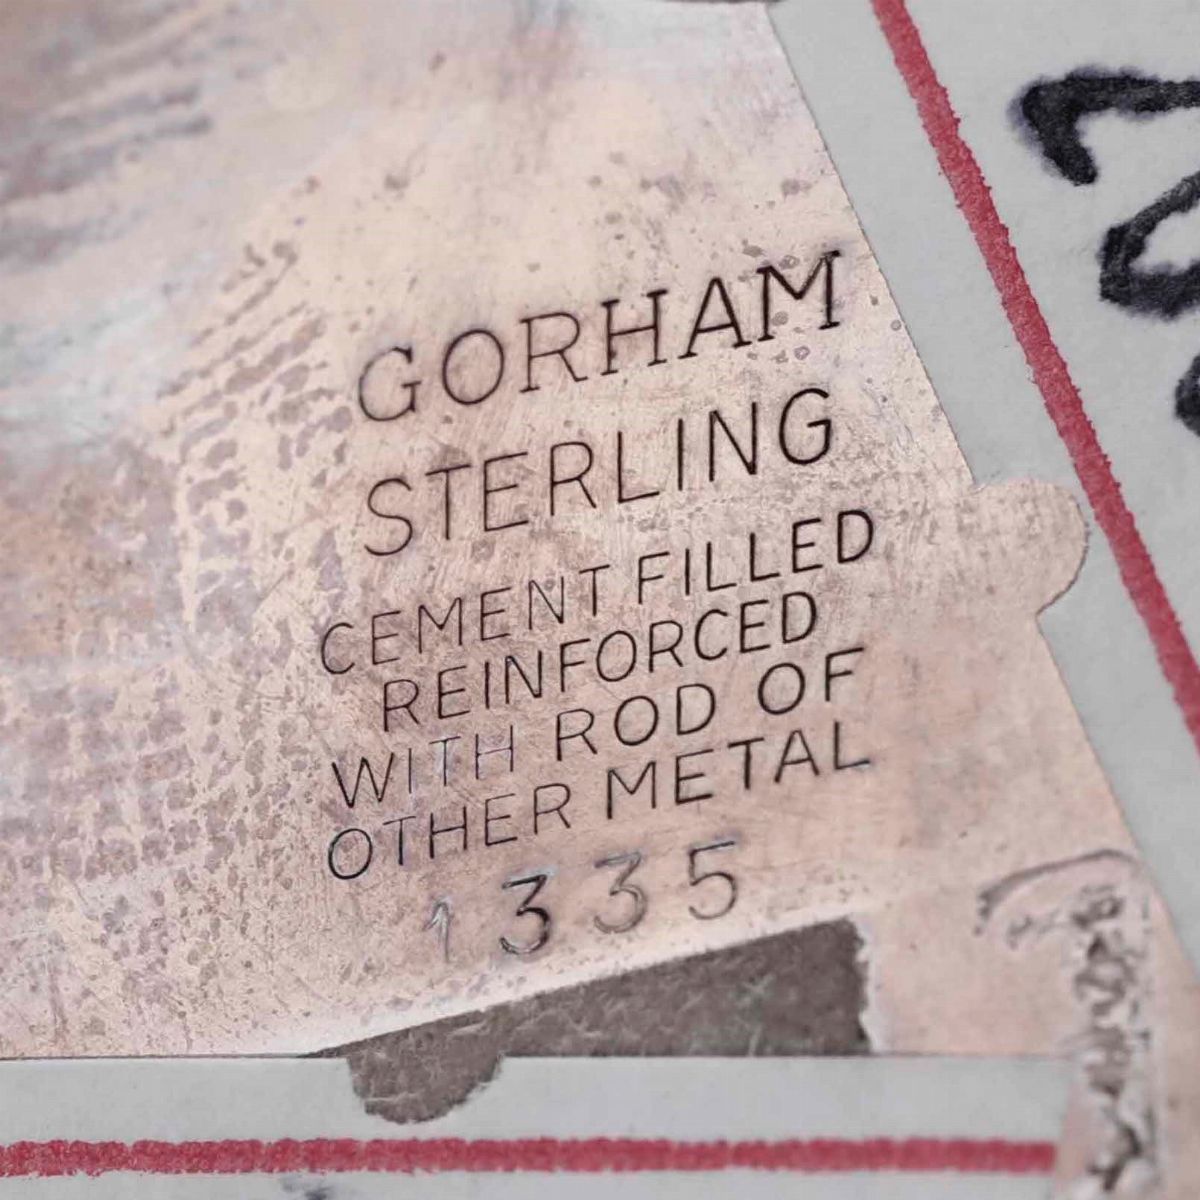 GORHAM
STERLING
CEMENT FILLED
REINFORCED
WITH ROD OF
OTHER METAL
1335